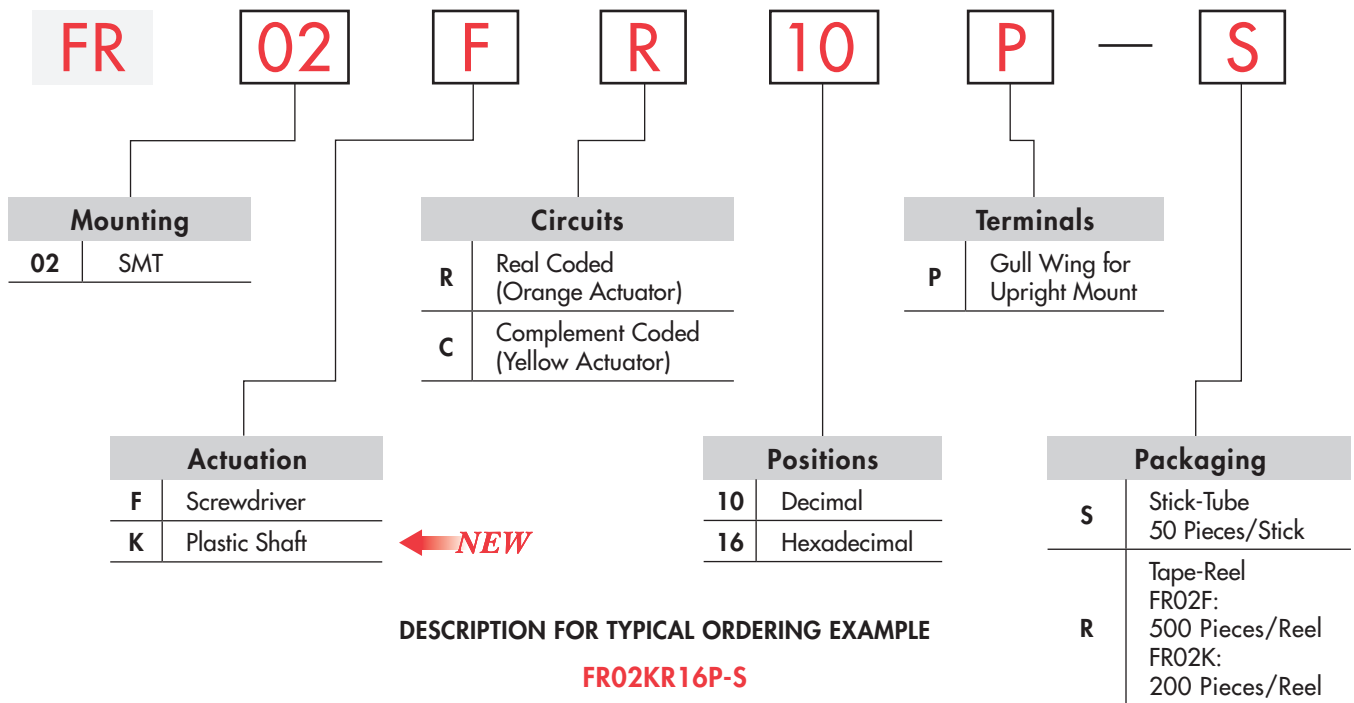 FR 02 F R 10 P — S
Mounting
02 SMT
Circuits
R Real Coded
(Orange Actuator)
C Complement Coded
(Yellow Actuator)
Terminals
P Gull Wing for
Upright Mount
Actuation
F Screwdriver
K Plastic Shaft
NEW
Positions
10 Decimal
16 Hexadecimal
Packaging
S Stick-Tube
50 Pieces/Stick
R Tape-Reel
FR02F:
500 Pieces/Reel
FR02K:
200 Pieces/Reel
DESCRIPTION FOR TYPICAL ORDERING EXAMPLE
FR02KR16P-S